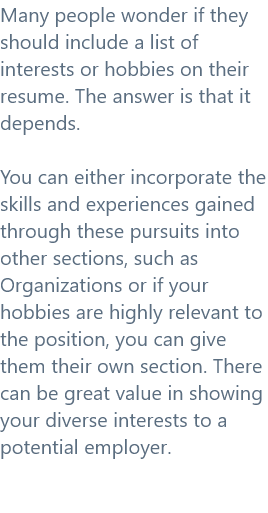 Many people wonder if they
should include a list of
interests or hobbies on their
resume. The answer is that it
depends.
You can either incorporate the
skills and experiences gained
through these pursuits into
other sections, such as
Organizations or if your
hobbies are highly relevant to
the position, you can give
them their own section. There
can be great value in showing
your diverse interests to a
potential employer.